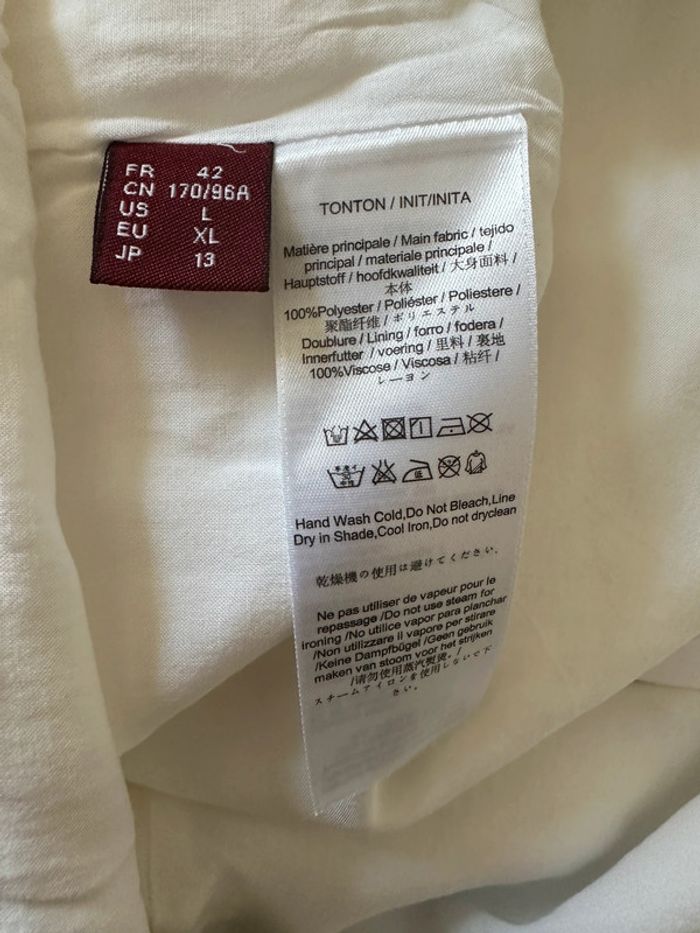 FR 42
CN 170/96A
US L
EU XL
JP 13
TONTON / INIT/INITA
Matière principale / Main fabric / tejido
principal / materiale principale /
Hauptstoff / hoofdkwaliteit / 大身面料 /
本体
100%Polyester / Poliéster / Poliestere /
聚酯纤维 / ポリエステル
Doublure / Lining / forro / fodera /
Innerfutter / voering / 里料 / 裏地
100%Viscose / Viscosa / 粘纤 /
レーヨン
Hand Wash Cold,Do Not Bleach,Line
Dry in Shade,Cool Iron,Do not dryclean
乾燥機の使用は避けてください.
Ne pas utiliser de vapeur pour le
repassage /Do not use steam for
ironing /No utilice vapor para planchar
/Non utilizzare il vapore per stirare
/Keine Dampfbügel /Geen gebruik
maken van stoom voor het strijken
/请勿使用蒸汽熨烫。/
スチームアイロンを使用しないで下
さい。